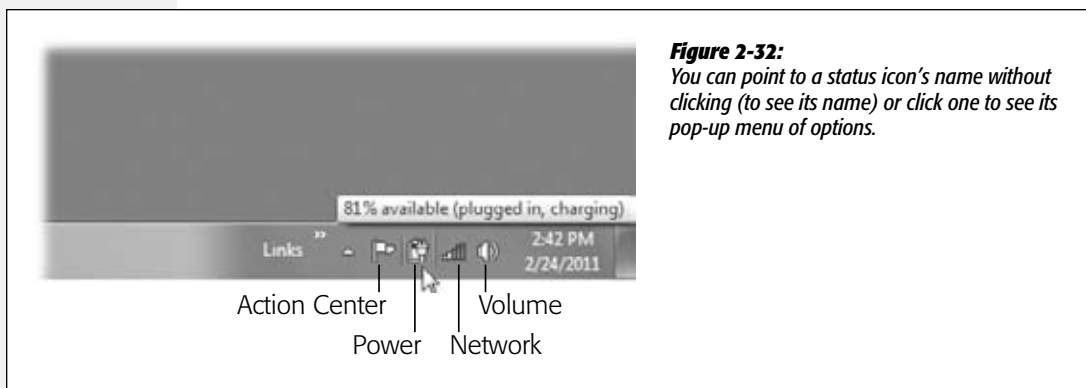 Figure 2-32:
You can point to a status icon's name without
clicking (to see its name) or click one to see its
pop-up menu of options.
81% available (plugged in, charging)
Links »
2:42 PM
2/24/2011
Action Center
Volume
Power
Network